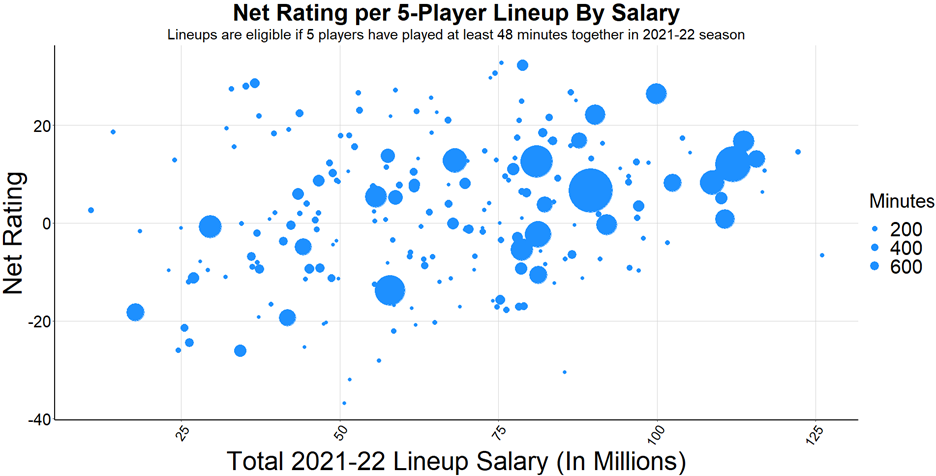 Net Rating per 5-Player Lineup By Salary
Lineups are eligible if 5 players have played at least 48 minutes together in 2021-22 season
Net Rating
20
0
-20
-40
25
50
75
100
125
Total 2021-22 Lineup Salary (In Millions)
Minutes
200
400
600